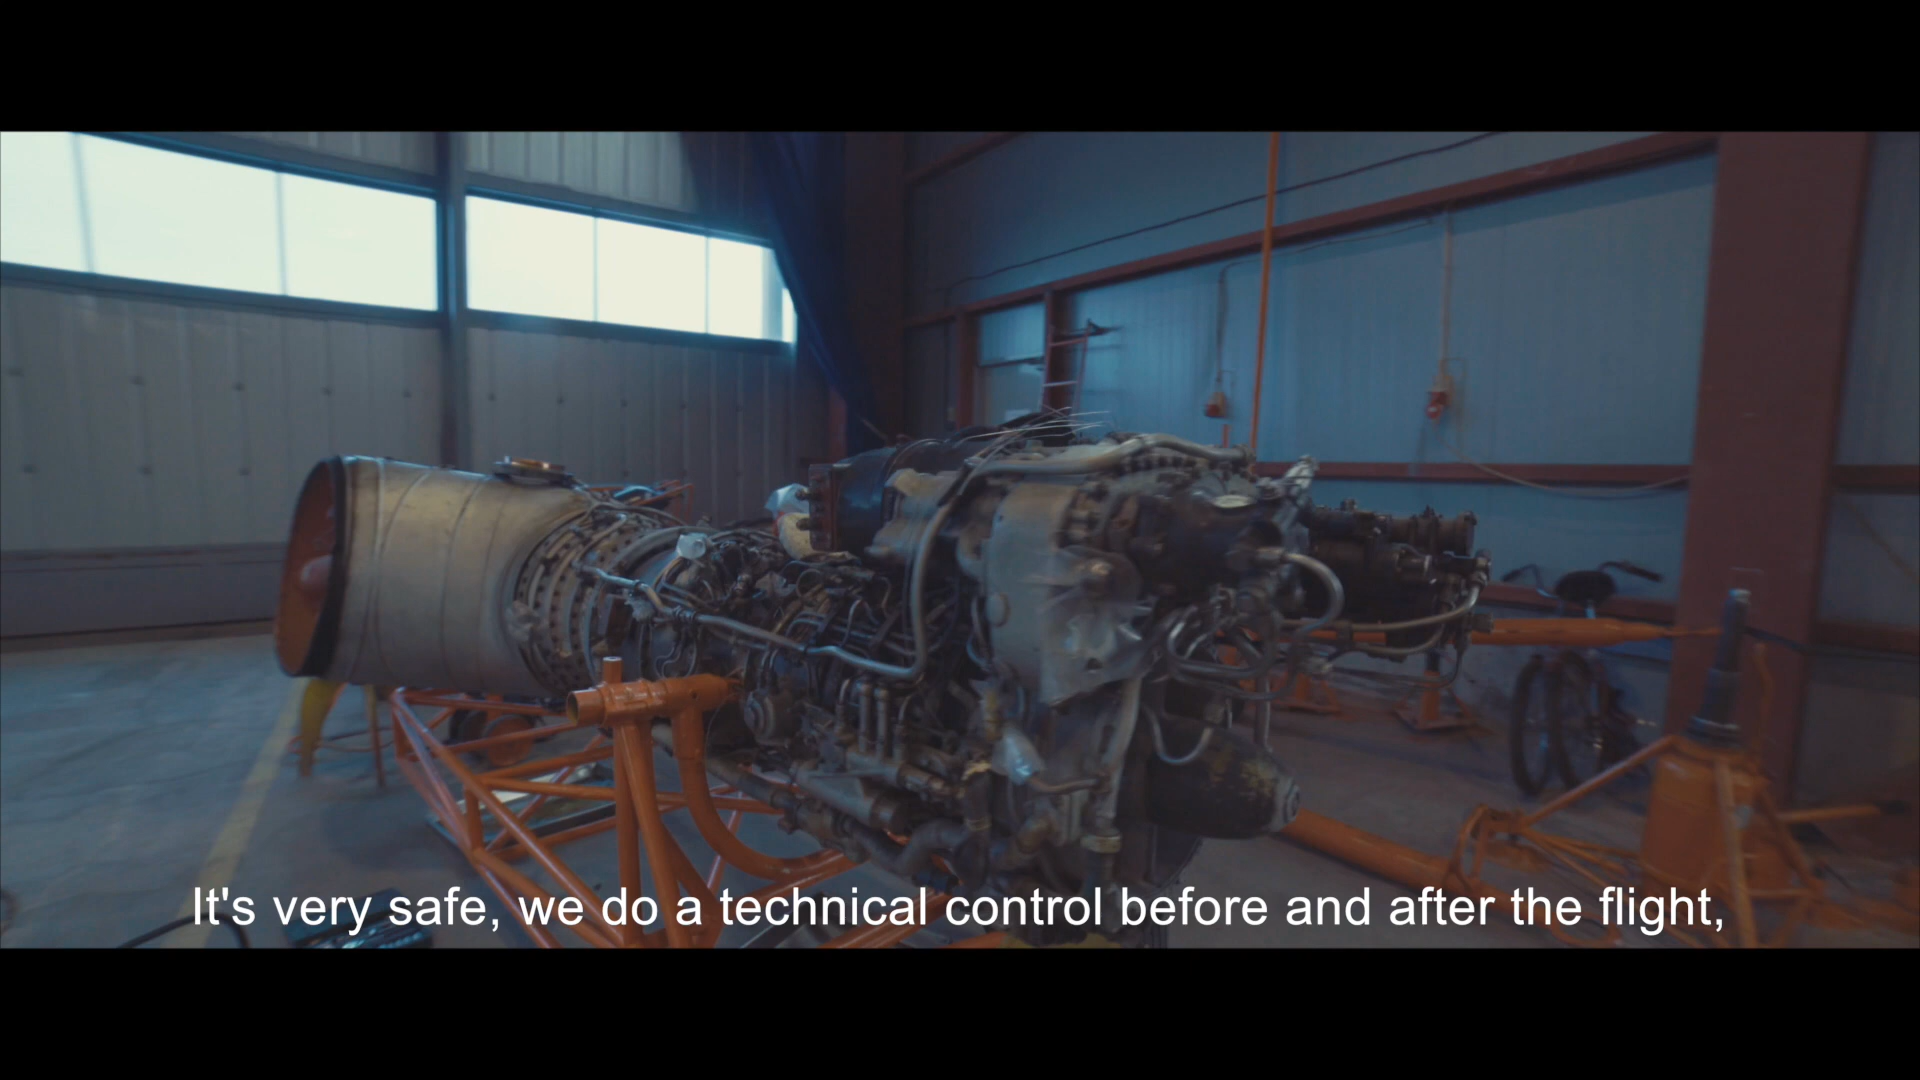 It's very safe, we do a technical control before and after the flight,